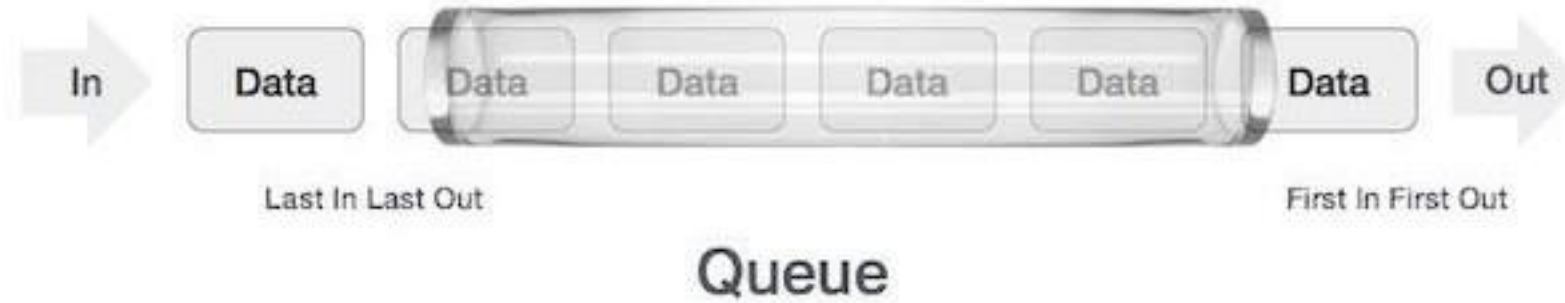 In Data Data Data Data Data Data Out
Last In Last Out First In First Out
Queue